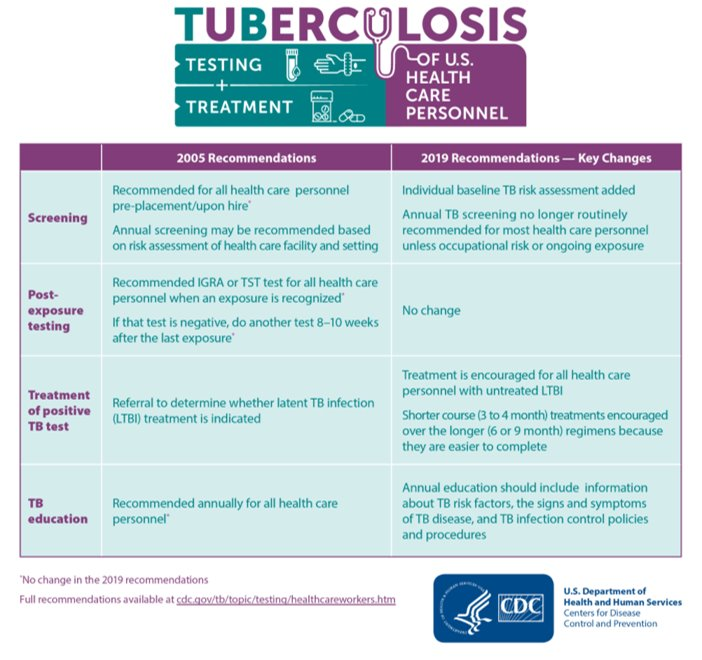 TUBERCULOSIS
TESTING
+
TREATMENT
OF U.S.
HEALTH
CARE
PERSONNEL
2005 Recommendations
2019 Recommendations — Key Changes
Screening
Recommended for all health care personnel
pre-placement/upon hire*
Annual screening may be recommended based
on risk assessment of health care facility and setting
Individual baseline TB risk assessment added
Annual TB screening no longer routinely
recommended for most health care personnel
unless occupational risk or ongoing exposure
Post-
exposure
testing
Recommended IGRA or TST test for all health care
personnel when an exposure is recognized*
If that test is negative, do another test 8–10 weeks
after the last exposure*
No change
Treatment
of positive
TB test
Referral to determine whether latent TB infection
(LTBI) treatment is indicated
Treatment is encouraged for all health care
personnel with untreated LTBI
Shorter course (3 to 4 month) treatments encouraged
over the longer (6 or 9 month) regimens because
they are easier to complete
TB
education
Recommended annually for all health care
personnel*
Annual education should include information
about TB risk factors, the signs and symptoms
of TB disease, and TB infection control policies
and procedures
*No change in the 2019 recommendations
Full recommendations available at cdc.gov/tb/topic/testing/healthcareworkers.htm
CDC
U.S. Department of
Health and Human Services
Centers for Disease
Control and Prevention